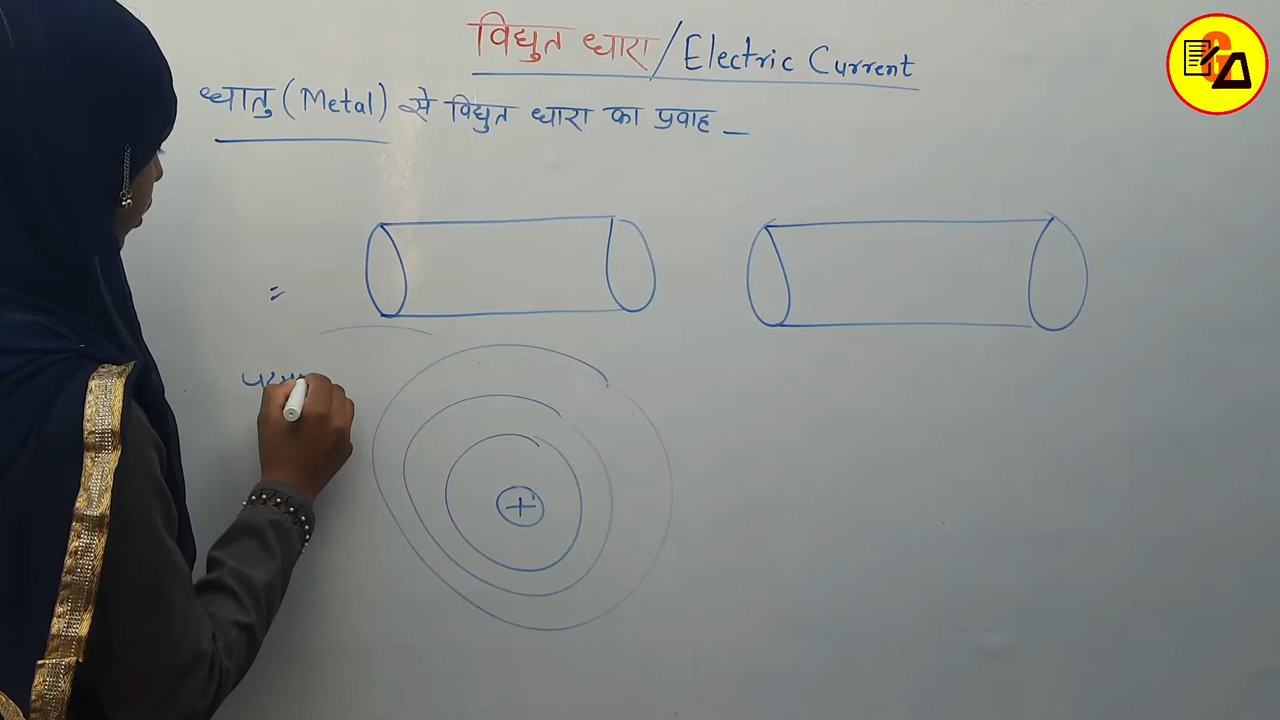 विद्युत धारा / Electric Current
धातु (Metal) से विद्युत धारा का प्रवाह _
=
+